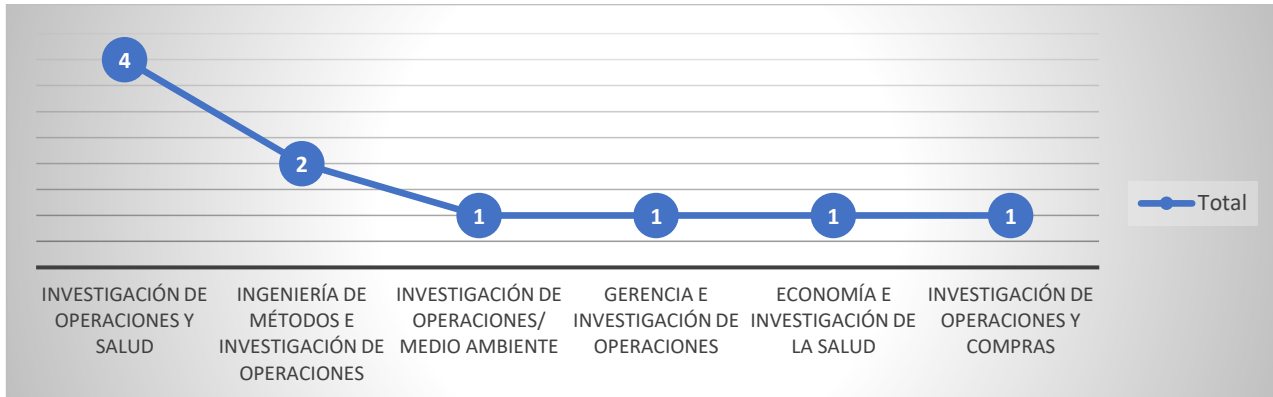 4
2
1
1
1
1
Total
INVESTIGACIÓN DE
OPERACIONES Y
SALUD
INGENIERÍA DE
MÉTODOS E
INVESTIGACIÓN DE
OPERACIONES
INVESTIGACIÓN DE
OPERACIONES/
MEDIO AMBIENTE
GERENCIA E
INVESTIGACIÓN DE
OPERACIONES
ECONOMÍA E
INVESTIGACIÓN DE
LA SALUD
INVESTIGACIÓN DE
OPERACIONES Y
COMPRAS